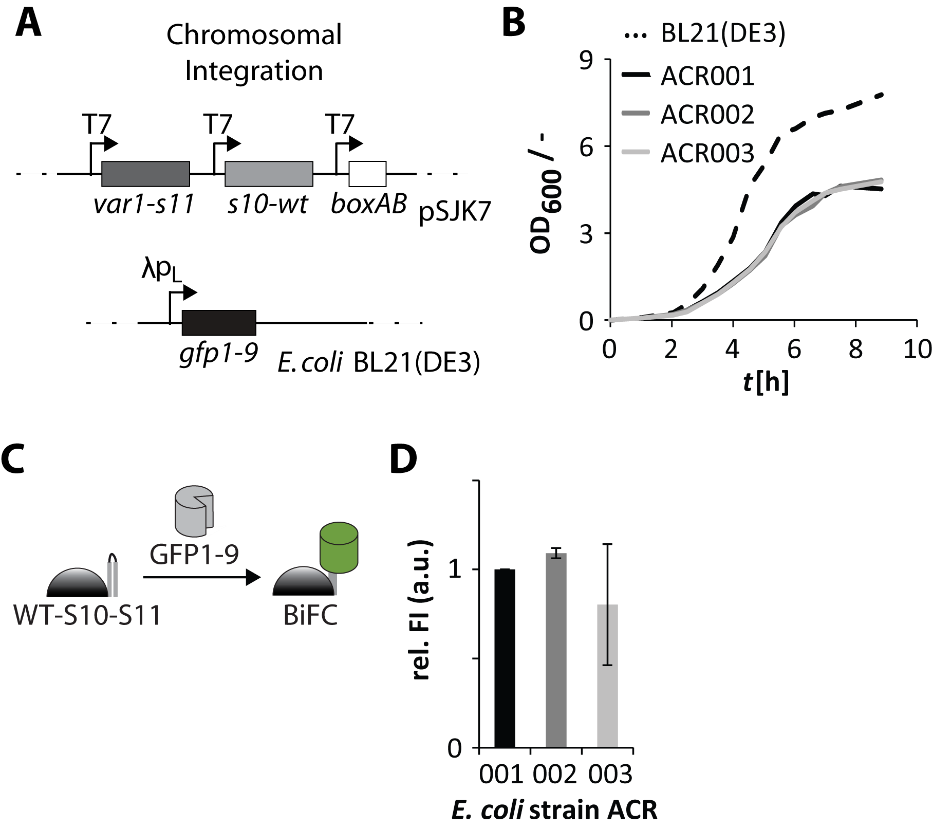 A
Chromosomal
Integration
T7 T7 T7
var1-s11 s10-wt boxAB pSJK7
λpL
gfp1-9 E. coli BL21(DE3)
B
BL21(DE3)
ACR001
ACR002
ACR003
9
6
3
0
OD600 / -
0 2 4 6 8 10
t[h]
C
GFP1-9
WT-S10-S11 BiFC
D
rel. FI (a.u.)
1
0
001 002 003
E. coli strain ACR